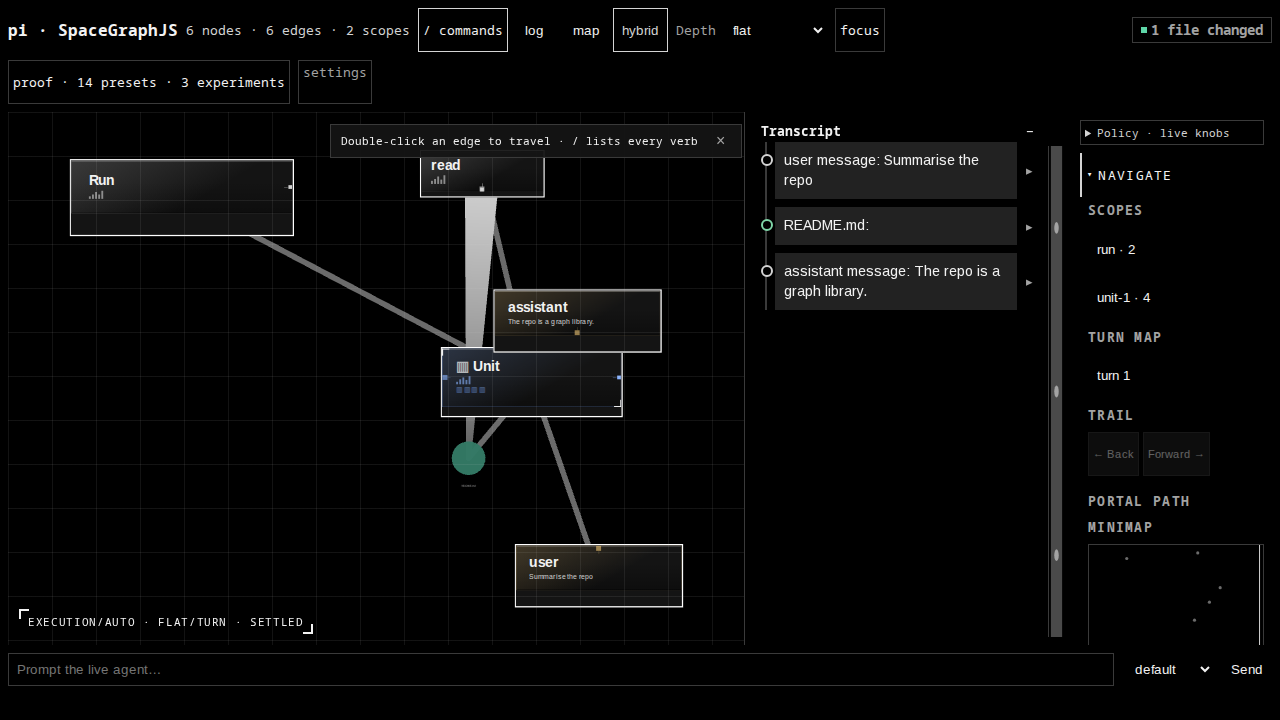 pi · SpaceGraphJS 6 nodes · 6 edges · 2 scopes / commands log map hybrid Depth flat focus 1 file changed
proof · 14 presets · 3 experiments settings
Double-click an edge to travel · / lists every verb ×
Run
read
assistant
The repo is a graph library.
Unit
user
Summarise the repo
EXECUTION/AUTO · FLAT/TURN · SETTLED
Transcript −
user message: Summarise the
repo
README.md:
assistant message: The repo is a
graph library.
Policy · live knobs
NAVIGATE
SCOPES
run · 2
unit-1 · 4
TURN MAP
turn 1
TRAIL
← Back Forward →
PORTAL PATH
MINIMAP
Prompt the live agent… default Send